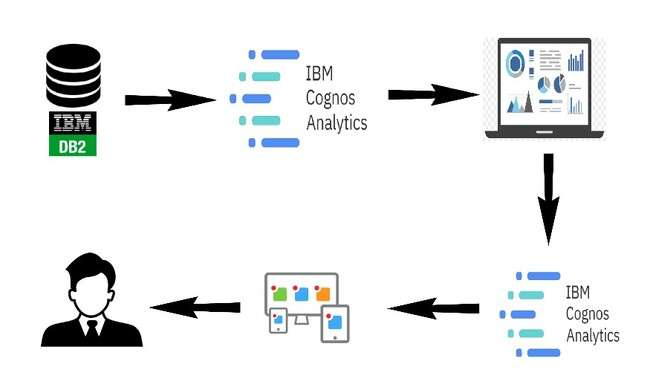 IBM
DB2
IBM
Cognos
Analytics
IBM
Cognos
Analytics